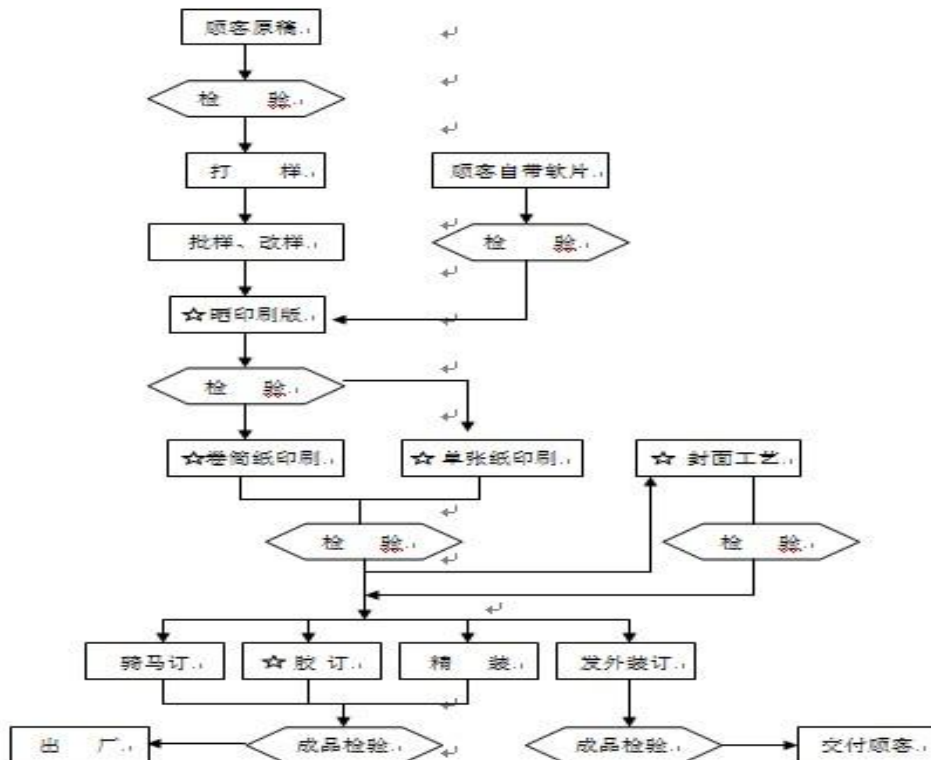 顾客原稿
检 验
打 样
顾客自带软片
批样、改样
检 验
☆晒印刷版
检 验
☆卷筒纸印刷
☆ 单张纸印刷
☆ 封面工艺
检 验
检 验
骑马订
☆ 胶 订
精 装
发外装订
出 厂
成品检验
成品检验
交付顾客